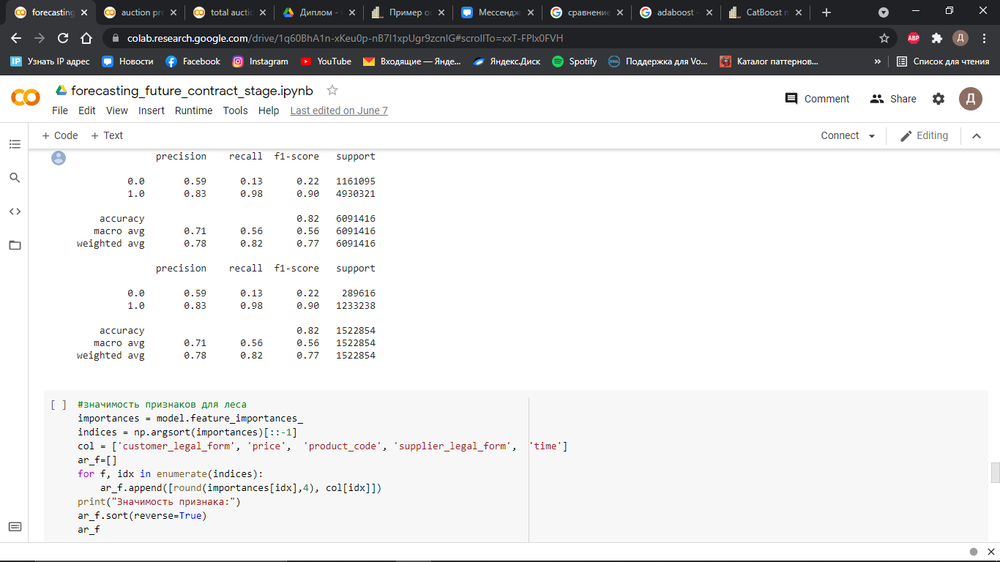 forecasting
auction pre
total auctio
Диплом -
Пример о
Мессендж
сравнение
adaboost -
CatBoost п
colab.research.google.com/drive/1q60BhA1n-xKeu0p-nB7I1xpUgr9zcnIG#scrollTo=xxT-FPlx0FVH
ABP
Д
IP Узнать IP адрес
Новости
Facebook
Instagram
YouTube
Входящие — Янде...
Яндекс.Диск
Spotify
Поддержка для Vo...
Каталог паттернов...
»
Список для чтения
forecasting_future_contract_stage.ipynb
Comment
Share
Д
File Edit View Insert Runtime Tools Help Last edited on June 7
+ Code + Text
Connect
Editing
precision recall f1-score support
0.0 0.59 0.13 0.22 1161095
1.0 0.83 0.98 0.90 4930321
accuracy 0.82 6091416
macro avg 0.71 0.56 0.56 6091416
weighted avg 0.78 0.82 0.77 6091416
precision recall f1-score support
0.0 0.59 0.13 0.22 289616
1.0 0.83 0.98 0.90 1233238
accuracy 0.82 1522854
macro avg 0.71 0.56 0.56 1522854
weighted avg 0.78 0.82 0.77 1522854
[ ] #значимость признаков для леса
importances = model.feature_importances_
indices = np.argsort(importances)[::-1]
col = ['customer_legal_form', 'price', 'product_code', 'supplier_legal_form', 'time']
ar_f=[]
for f, idx in enumerate(indices):
ar_f.append([round(importances[idx],4), col[idx]])
print("Значимость признака:")
ar_f.sort(reverse=True)
ar_f